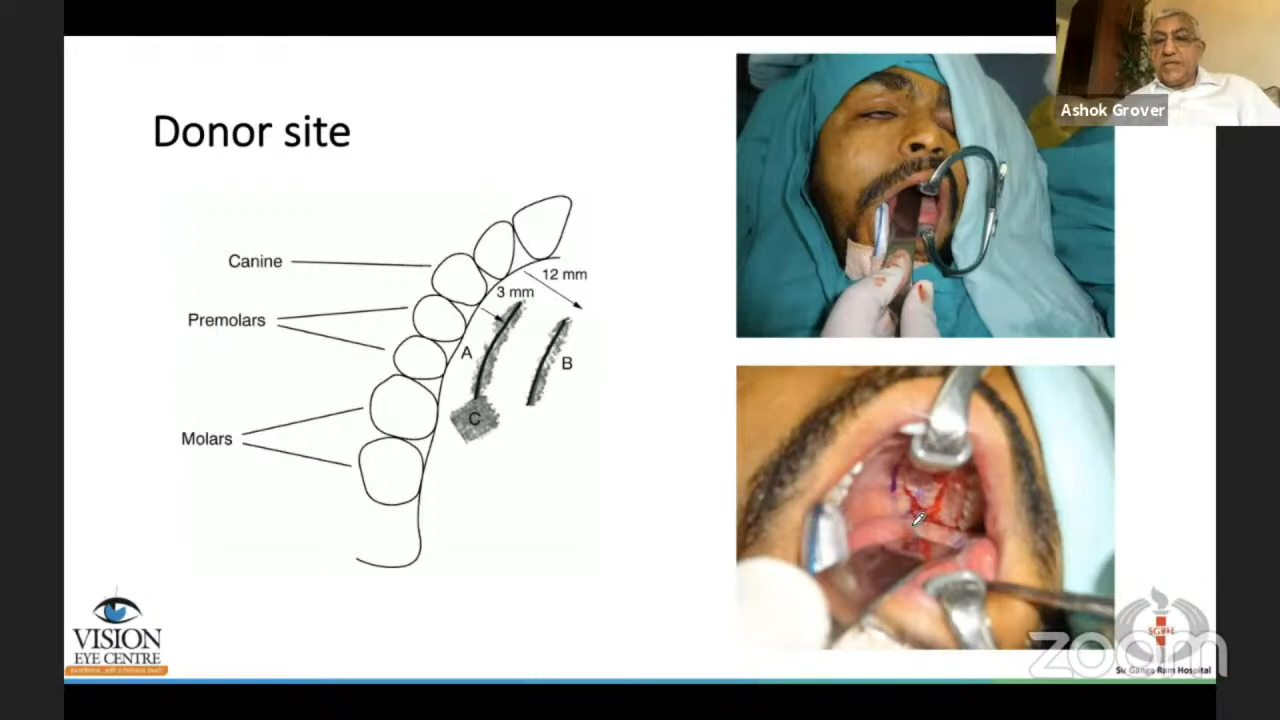 Ashok Grover
Donor site
12 mm
Canine
3 mm
Premolars
A
B
C
Molars
VISION
EYE CENTRE
SGRH
zoom
Sir Ganga Ram Hospital